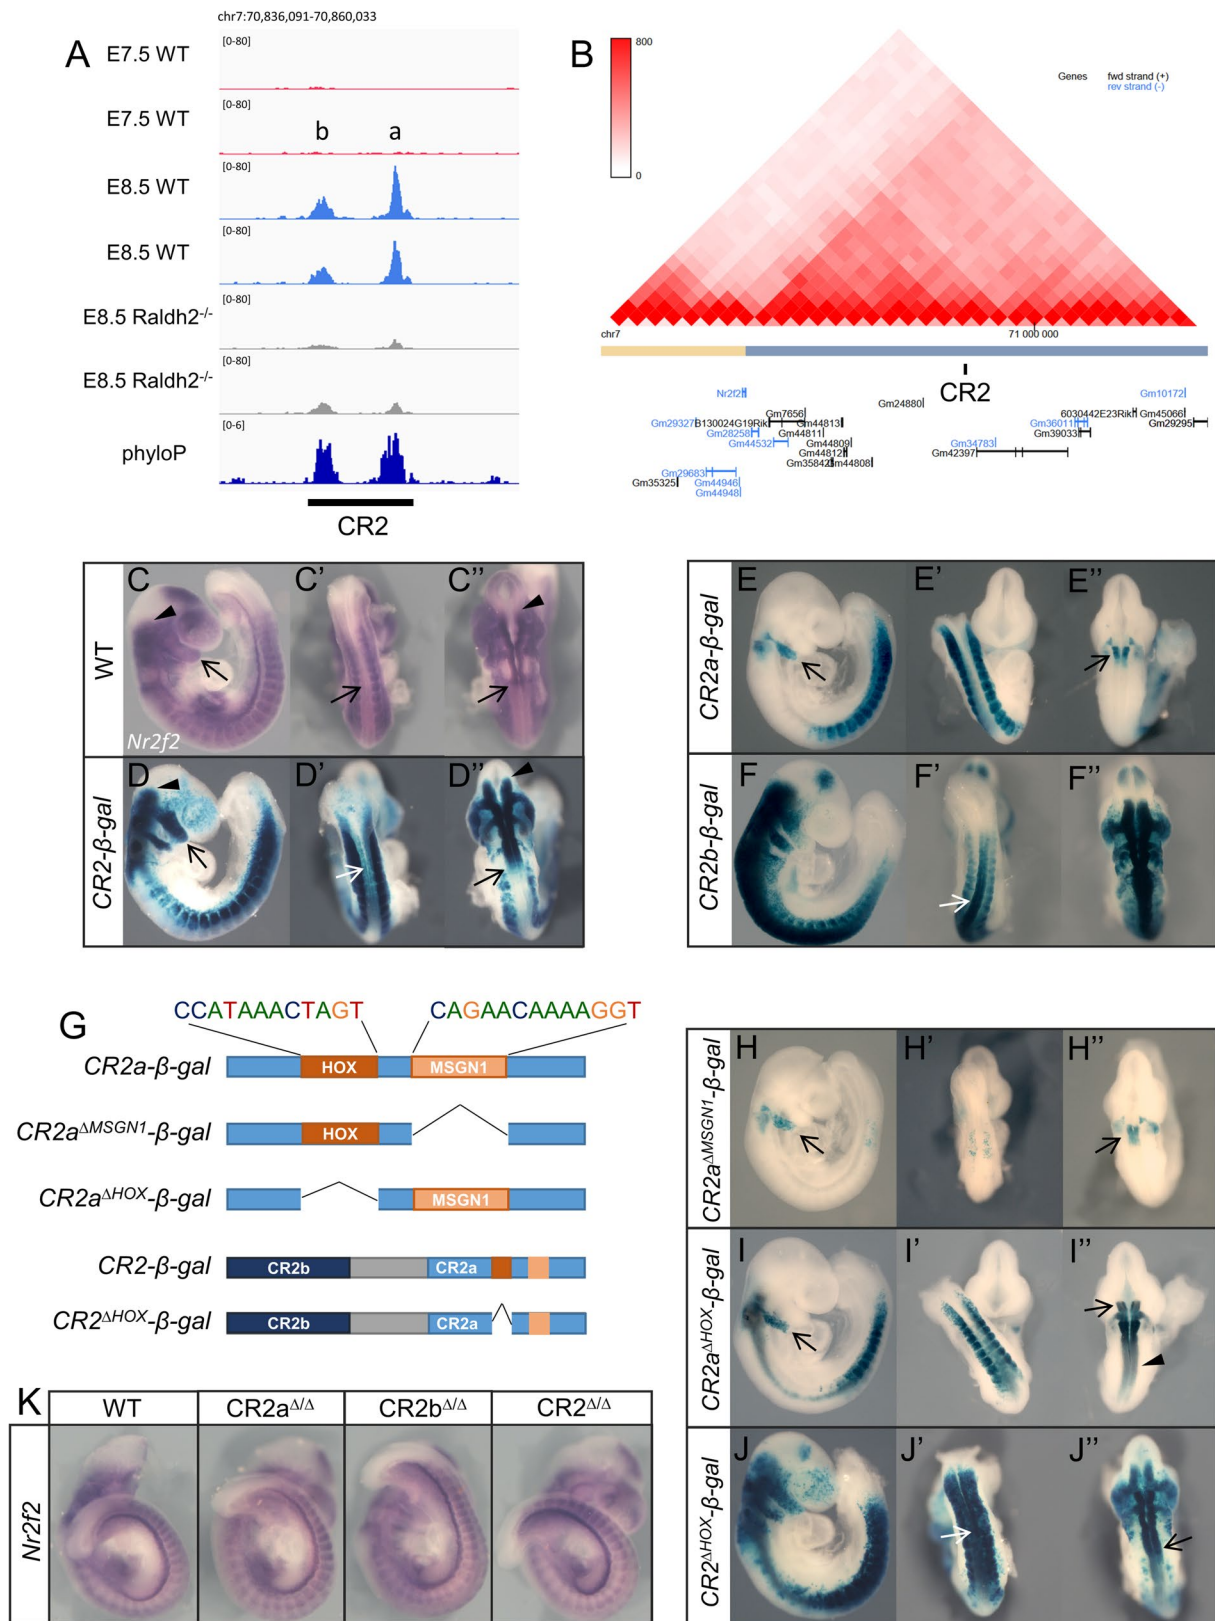 chr7:70,836,091-70,860,033
A
E7.5 WT
[0-80]
E7.5 WT
[0-80]
b a
E8.5 WT
[0-80]
E8.5 WT
[0-80]
E8.5 Raldh2-/-
[0-80]
E8.5 Raldh2-/-
[0-80]
phyloP
[0-6]
CR2
B
800
0
Genes fwd strand (+)
rev strand (-)
chr7 71 000 000
CR2
Nr2f2
Gm10172
Gm24880
Gm7656
6030442E23Rik
Gm45066
Gm29327 B130024G19Rik Gm44813 Gm36011 Gm29295
Gm28258 Gm44811 Gm39033
Gm44532 Gm44809 Gm34783
Gm44812 Gm42397
Gm35842 Gm44808
Gm29683
Gm35325 Gm44946
Gm44948
WT
C C' C''
Nr2f2
CR2-β-gal
D D' D''
CR2a-β-gal
E E' E''
CR2b-β-gal
F F' F''
G
CCATAAACTAGT CAGAACAAAAGGT
CR2a-β-gal HOX MSGN1
CR2aΔMSGN1-β-gal HOX
CR2aΔHOX-β-gal MSGN1
CR2-β-gal CR2b CR2a
CR2ΔHOX-β-gal CR2b CR2a
CR2aΔMSGN1-β-gal
H H' H''
CR2aΔHOX-β-gal
I I' I''
CR2ΔHOX-β-gal
J J' J''
K
WT CR2aΔ/Δ CR2bΔ/Δ CR2Δ/Δ
Nr2f2